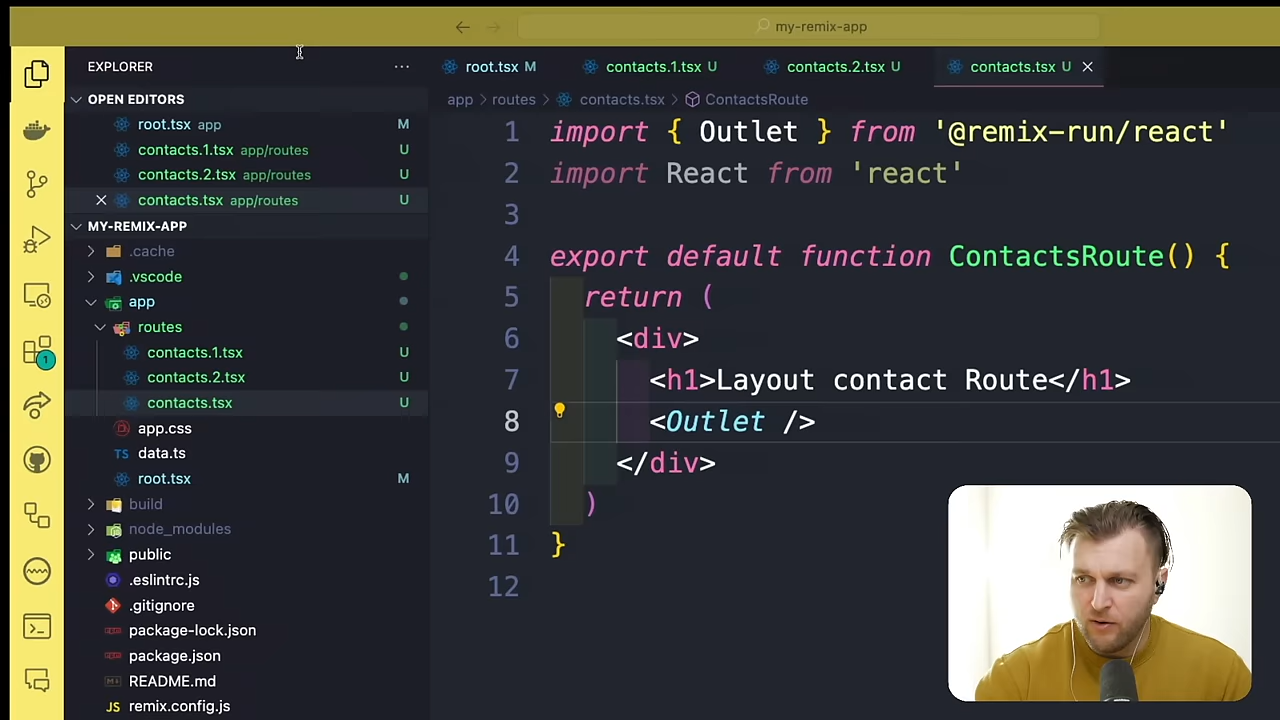 my-remix-app
EXPLORER
...
root.tsx M
contacts.1.tsx U
contacts.2.tsx U
contacts.tsx U
OPEN EDITORS
app > routes > contacts.tsx > ContactsRoute
root.tsx app M
contacts.1.tsx app/routes U
contacts.2.tsx app/routes U
contacts.tsx app/routes U
MY-REMIX-APP
.cache
.vscode
app
routes
contacts.1.tsx U
contacts.2.tsx U
contacts.tsx U
app.css
TS data.ts
root.tsx M
build
node_modules
public
.eslintrc.js
.gitignore
package-lock.json
package.json
README.md
JS remix.config.js
1
1 import { Outlet } from '@remix-run/react'
2 import React from 'react'
3
4 export default function ContactsRoute() {
5 return (
6 <div>
7 <h1>Layout contact Route</h1>
8 <Outlet />
9 </div>
10 )
11 }
12